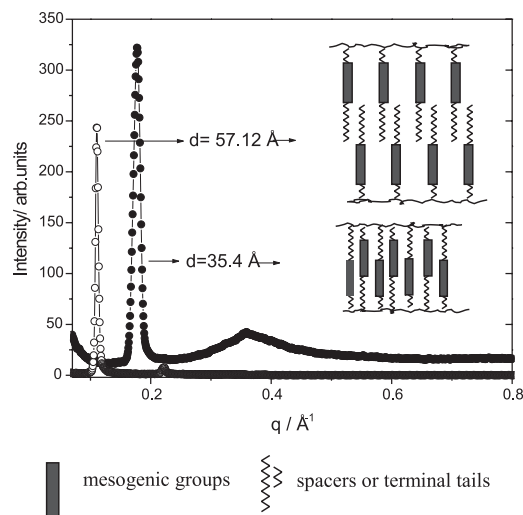 350
300
250
200
150
100
50
0
Intensity/ arb.units
d= 57.12 Å
d=35.4 Å
0.2
0.4
0.6
0.8
q / Å-1
mesogenic groups
spacers or terminal tails